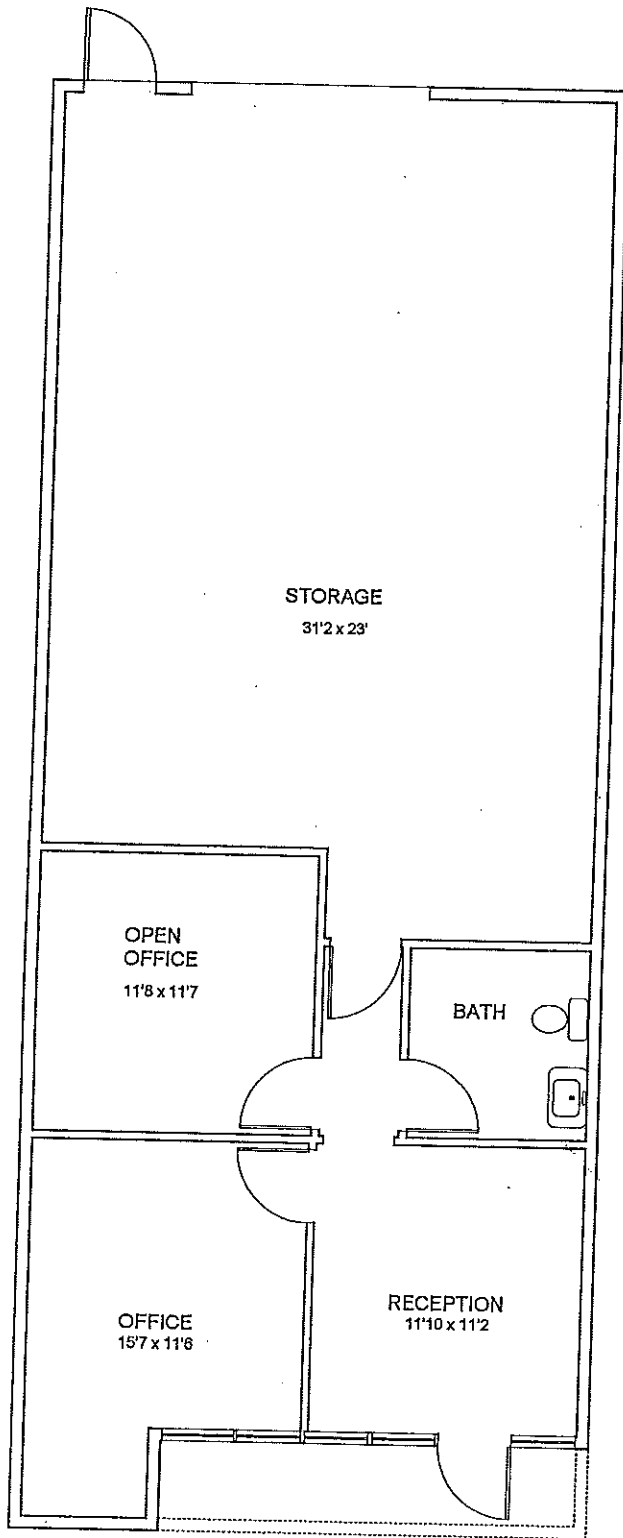 STORAGE
31'2 x 23'
OPEN
OFFICE
11'8 x 11'7
BATH
OFFICE
15'7 x 11'6
RECEPTION
11'10 x 11'2